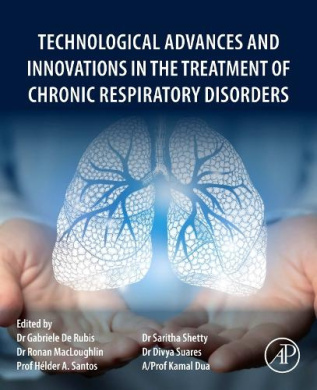 TECHNOLOGICAL ADVANCES AND
INNOVATIONS IN THE TREATMENT OF
CHRONIC RESPIRATORY DISORDERS
Edited by
Dr Gabriele De Rubis
Dr Ronan MacLoughlin
Prof Hélder A. Santos
Dr Saritha Shetty
Dr Divya Suares
A/Prof Kamal Dua
AP